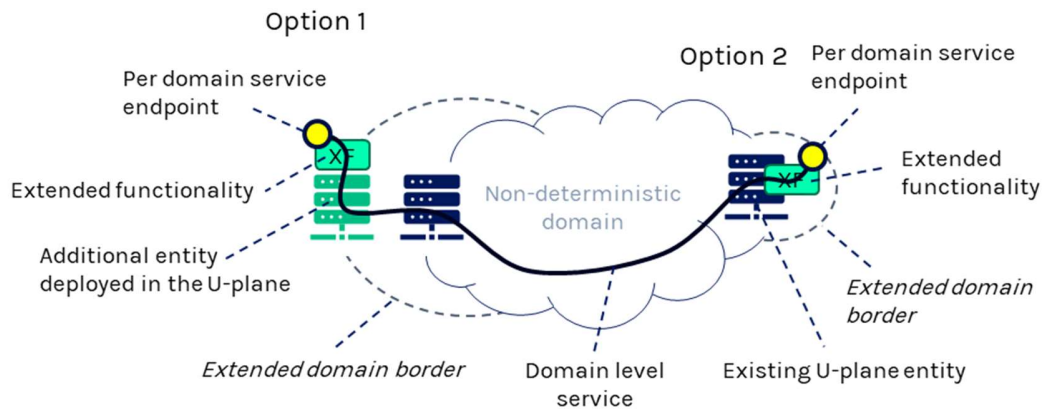 Option 1
Option 2
Per domain service
endpoint
Per domain service
endpoint
XF
XF
Extended functionality
Extended
functionality
Non-deterministic
domain
Additional entity
deployed in the U-plane
Extended domain
border
Extended domain border
Domain level
service
Existing U-plane entity